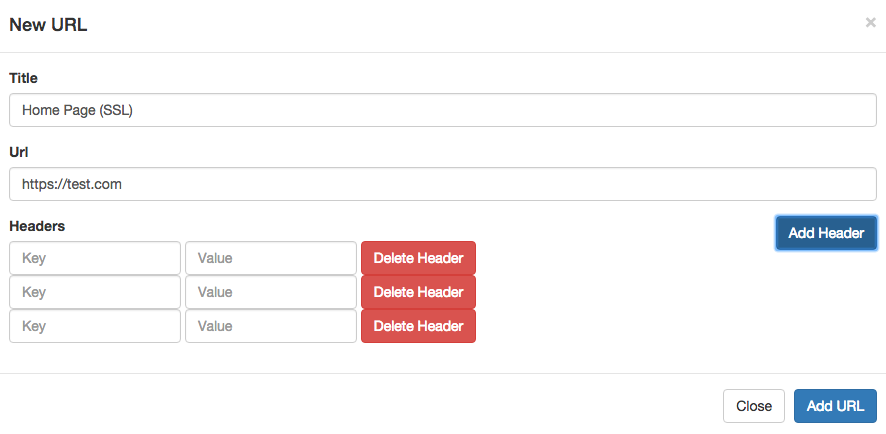 New URL ×
Title
Home Page (SSL)
Url
https://test.com
Headers Add Header
Key Value Delete Header
Key Value Delete Header
Key Value Delete Header
Close Add URL